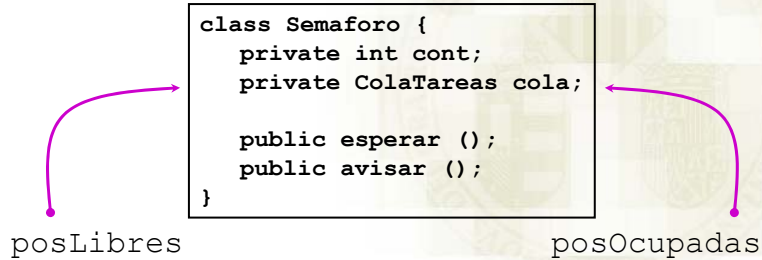 class Semaforo {
private int cont;
private ColaTareas cola;
public esperar ();
public avisar ();
}
posLibres
posOcupadas